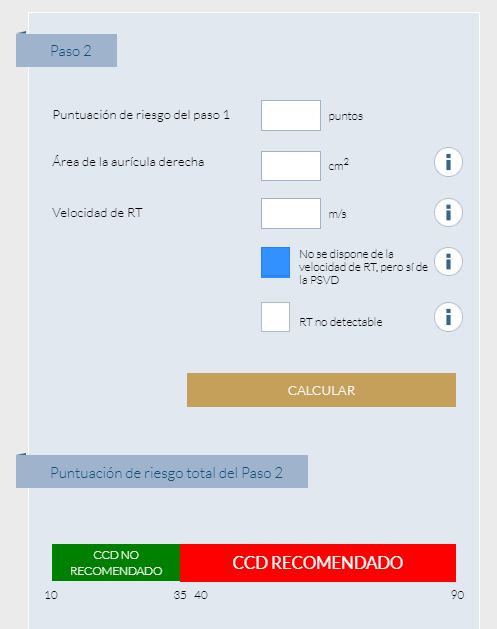 Paso 2
Puntuación de riesgo del paso 1
puntos
Área de la aurícula derecha
cm²
i
Velocidad de RT
m/s
i
No se dispone de la
velocidad de RT, pero sí de
la PSVD
i
RT no detectable
i
CALCULAR
Puntuación de riesgo total del Paso 2
CCD NO
RECOMENDADO
CCD RECOMENDADO
10 35 40 90